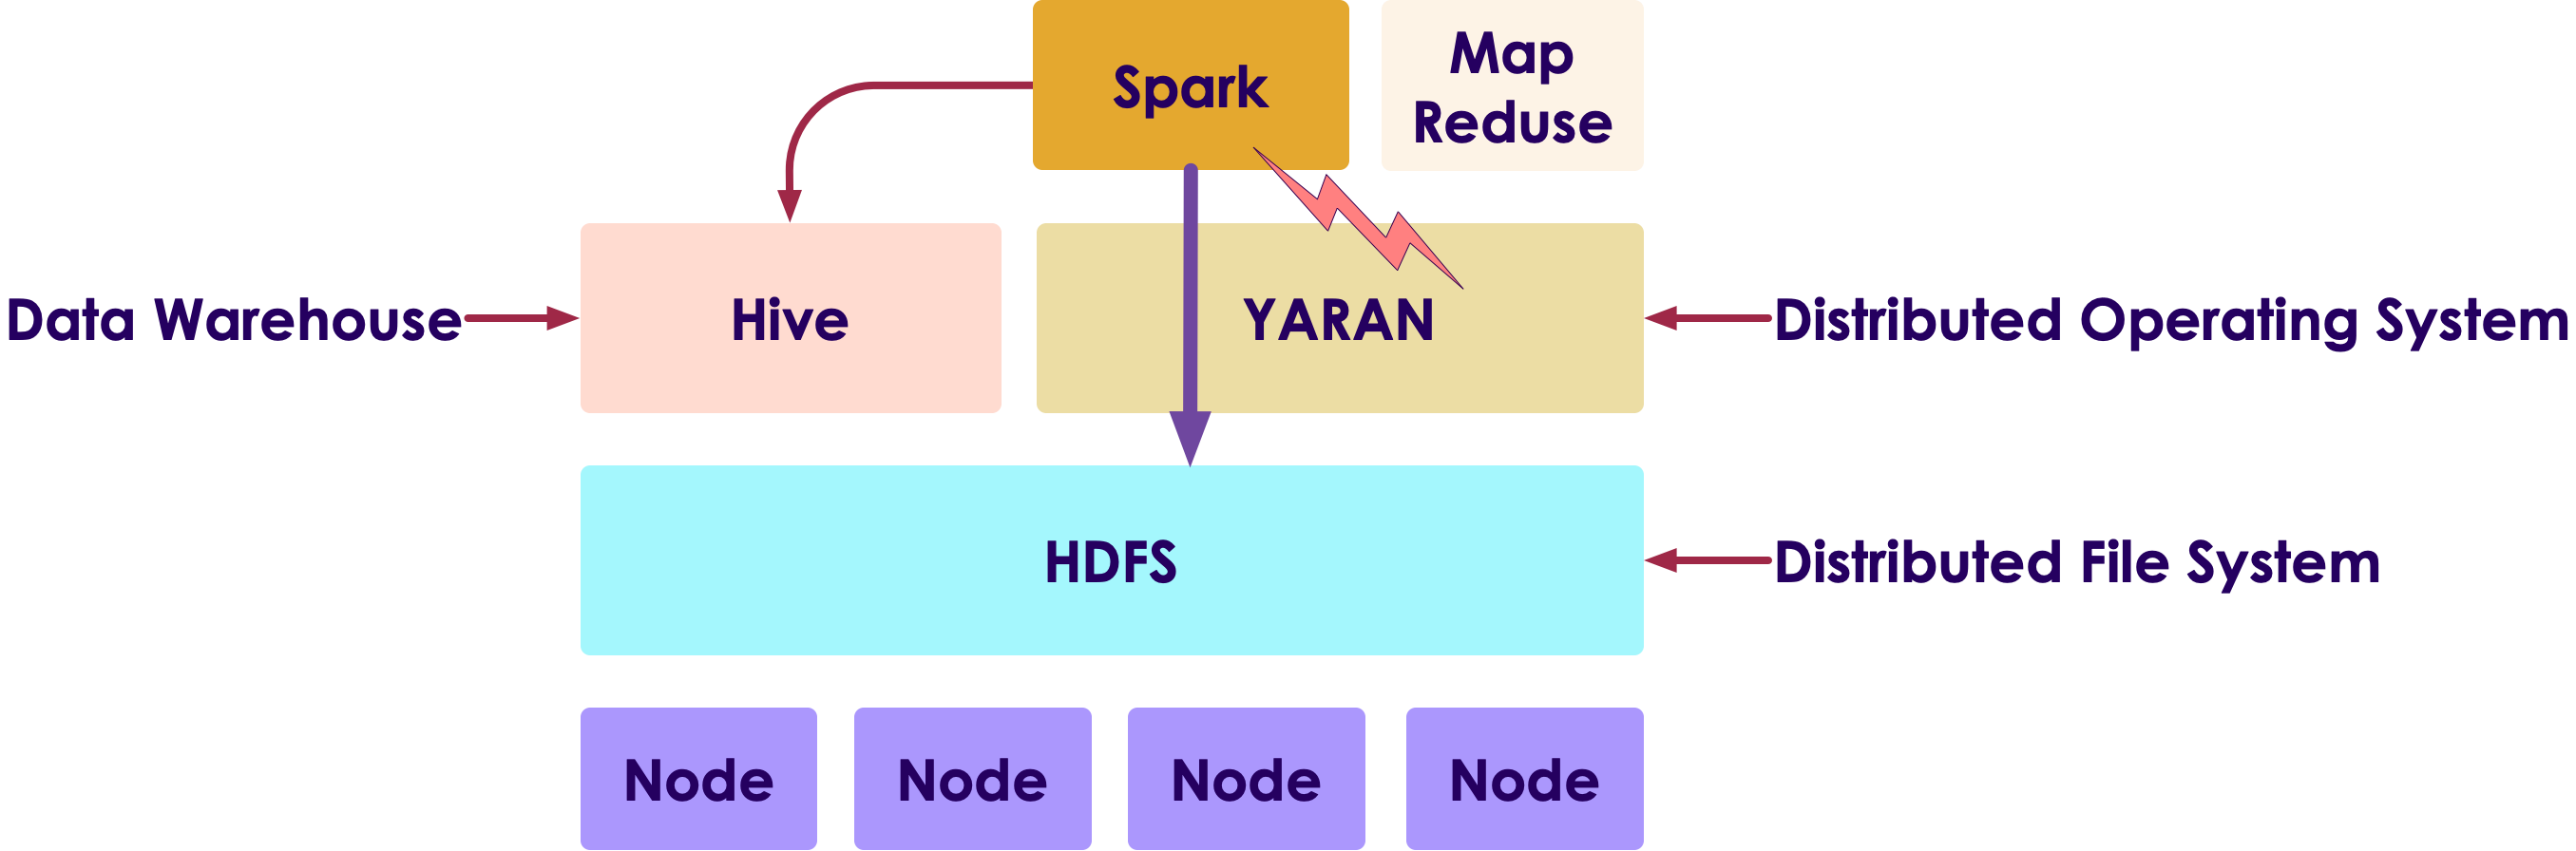 Spark
Map
Reduse
Data Warehouse
Hive
YARAN
Distributed Operating System
HDFS
Distributed File System
Node
Node
Node
Node